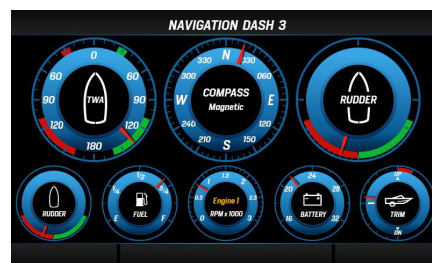 NAVIGATION DASH 3
0
60 60
90 TWA 90
120 120
180
N
330 030
300 060
W COMPASS E
Magnetic
240 120
210 150
S
RUDDER
RUDDER
1/2
1/4 3/4
E FUEL F
1.5
1 2
0.5 2.5
Engine 1
0 RPM x 1000 3
24
20 28
BATTERY
16 32
UP
TRIM
DN